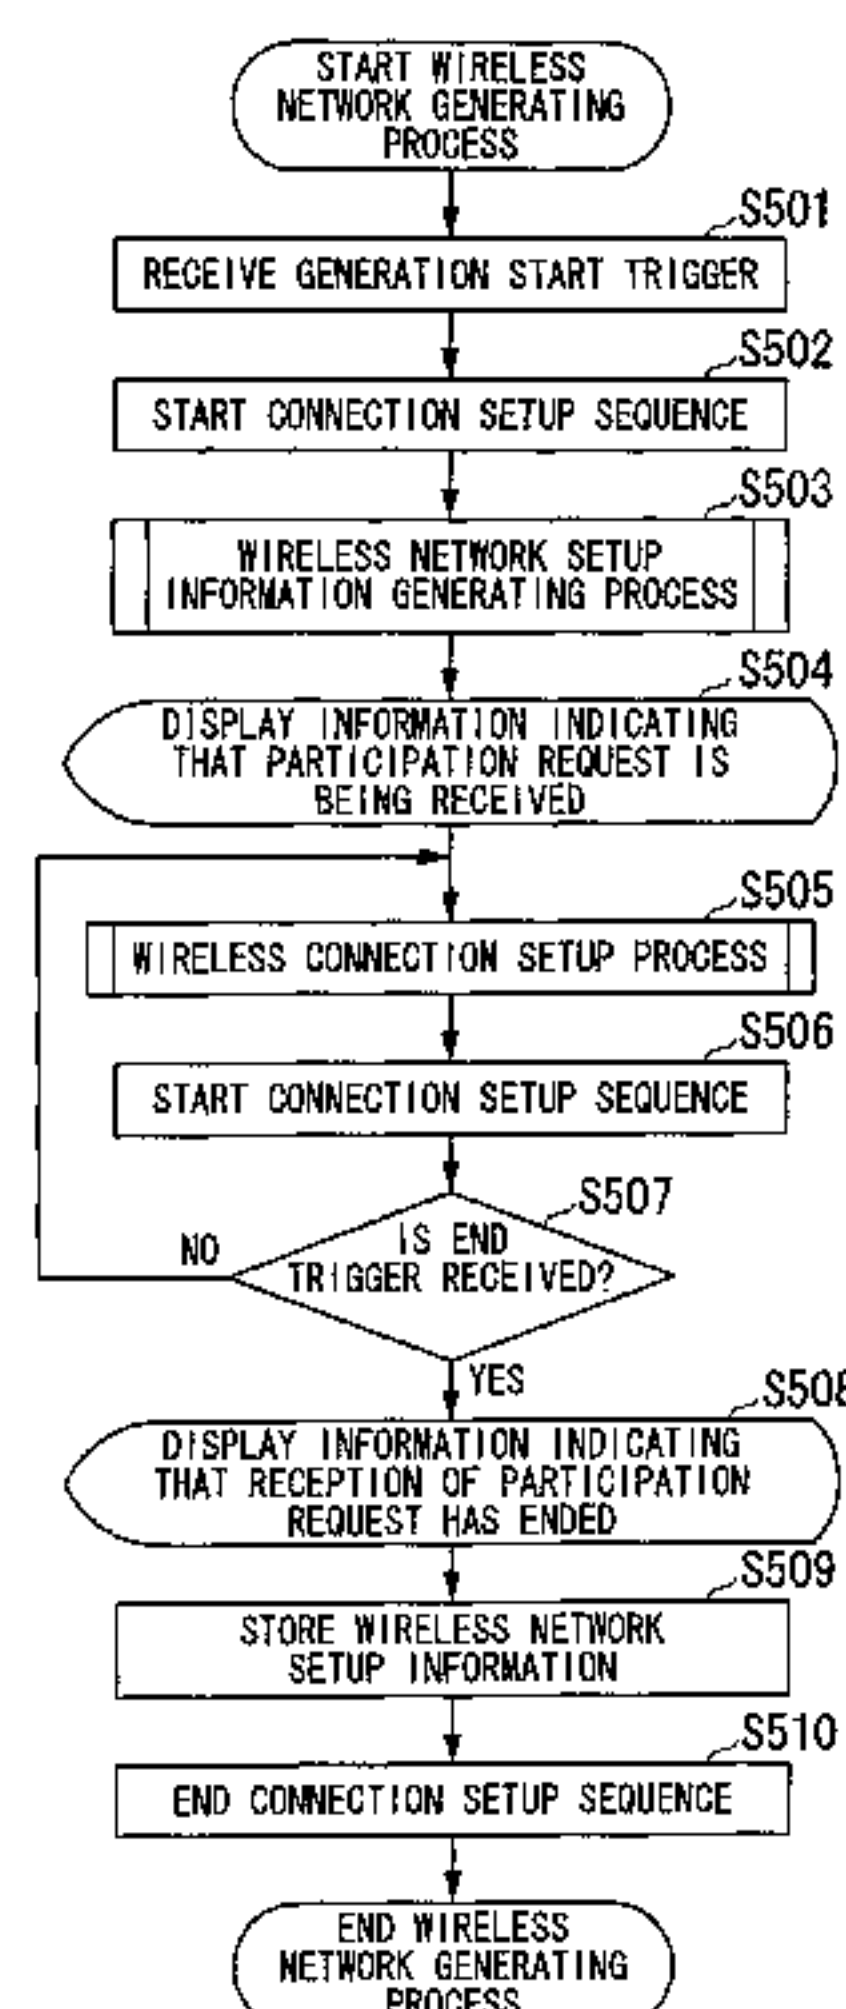 START WIRELESS
NETWORK GENERATING
PROCESS
S501
RECEIVE GENERATION START TRIGGER
S502
START CONNECTION SETUP SEQUENCE
S503
WIRELESS NETWORK SETUP
INFORMATION GENERATING PROCESS
S504
DISPLAY INFORMATION INDICATING
THAT PARTICIPATION REQUEST IS
BEING RECEIVED
S505
WIRELESS CONNECTION SETUP PROCESS
S506
START CONNECTION SETUP SEQUENCE
S507
IS END
TRIGGER RECEIVED?
NO
YES
S508
DISPLAY INFORMATION INDICATING
THAT RECEPTION OF PARTICIPATION
REQUEST HAS ENDED
S509
STORE WIRELESS NETWORK
SETUP INFORMATION
S510
END CONNECTION SETUP SEQUENCE
END WIRELESS
NETWORK GENERATING
PROCESS